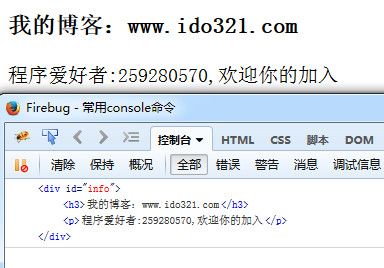 我的博客：www.ido321.com
程序爱好者:259280570,欢迎你的加入
Firebug - 常用console命令
控制台 HTML CSS 脚本 DOM
清除 保持 概况 全部 错误 警告 消息 调试信息
<div id="info">
<h3>我的博客：www.ido321.com</h3>
<p>程序爱好者:259280570,欢迎你的加入</p>
</div>